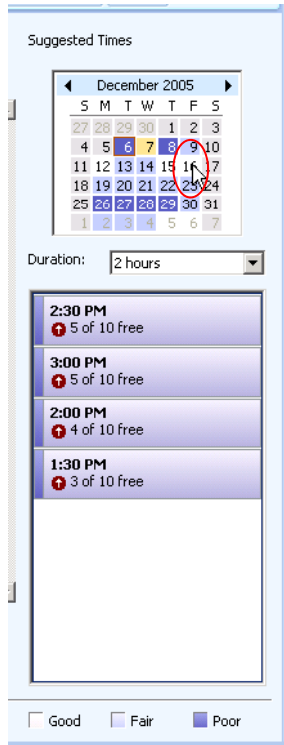 Suggested Times
December 2005
S M T W T F S
27 28 29 30 1 2 3
4 5 6 7 8 9 10
11 12 13 14 15 16 17
18 19 20 21 22 23 24
25 26 27 28 29 30 31
1 2 3 4 5 6 7
Duration: 2 hours
2:30 PM
5 of 10 free
3:00 PM
5 of 10 free
2:00 PM
4 of 10 free
1:30 PM
3 of 10 free
Good Fair Poor